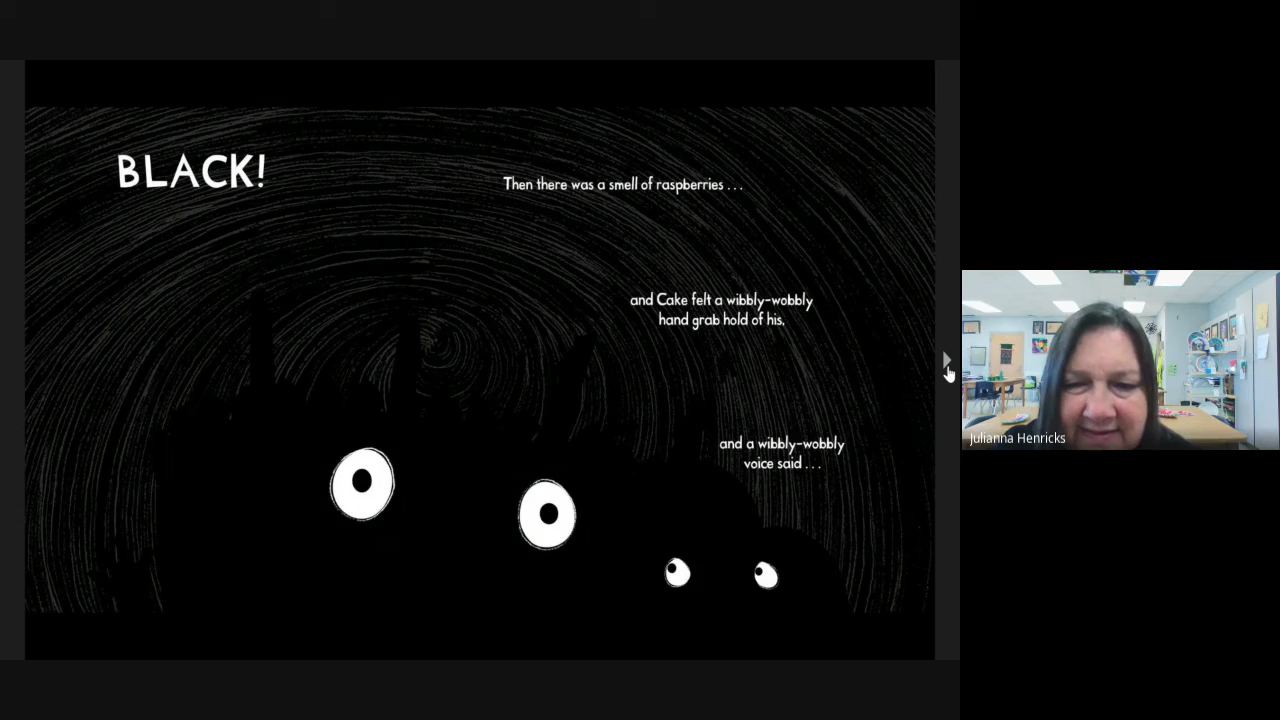 BLACK!
Then there was a smell of raspberries . . .
and Cake felt a wibbly-wobbly
hand grab hold of his,
and a wibbly-wobbly
voice said . . .
Julianna Henricks